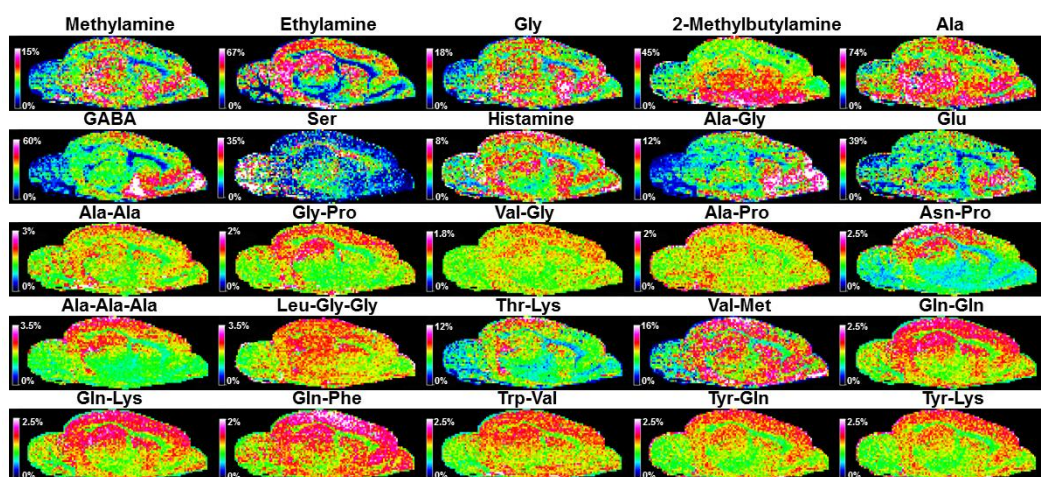 Methylamine Ethylamine Gly 2-Methylbutylamine Ala
15% 67% 18% 45% 74%
0% 0% 0% 0% 0%
GABA Ser Histamine Ala-Gly Glu
60% 35% 8% 12% 39%
0% 0% 0% 0% 0%
Ala-Ala Gly-Pro Val-Gly Ala-Pro Asn-Pro
3% 2% 1.8% 2% 2.5%
0% 0% 0% 0% 0%
Ala-Ala-Ala Leu-Gly-Gly Thr-Lys Val-Met Gln-Gln
3.5% 3.5% 12% 16% 2.5%
0% 0% 0% 0% 0%
Gln-Lys Gln-Phe Trp-Val Tyr-Gln Tyr-Lys
2.5% 2% 2.5% 2.5% 2.5%
0% 0% 0% 0% 0%